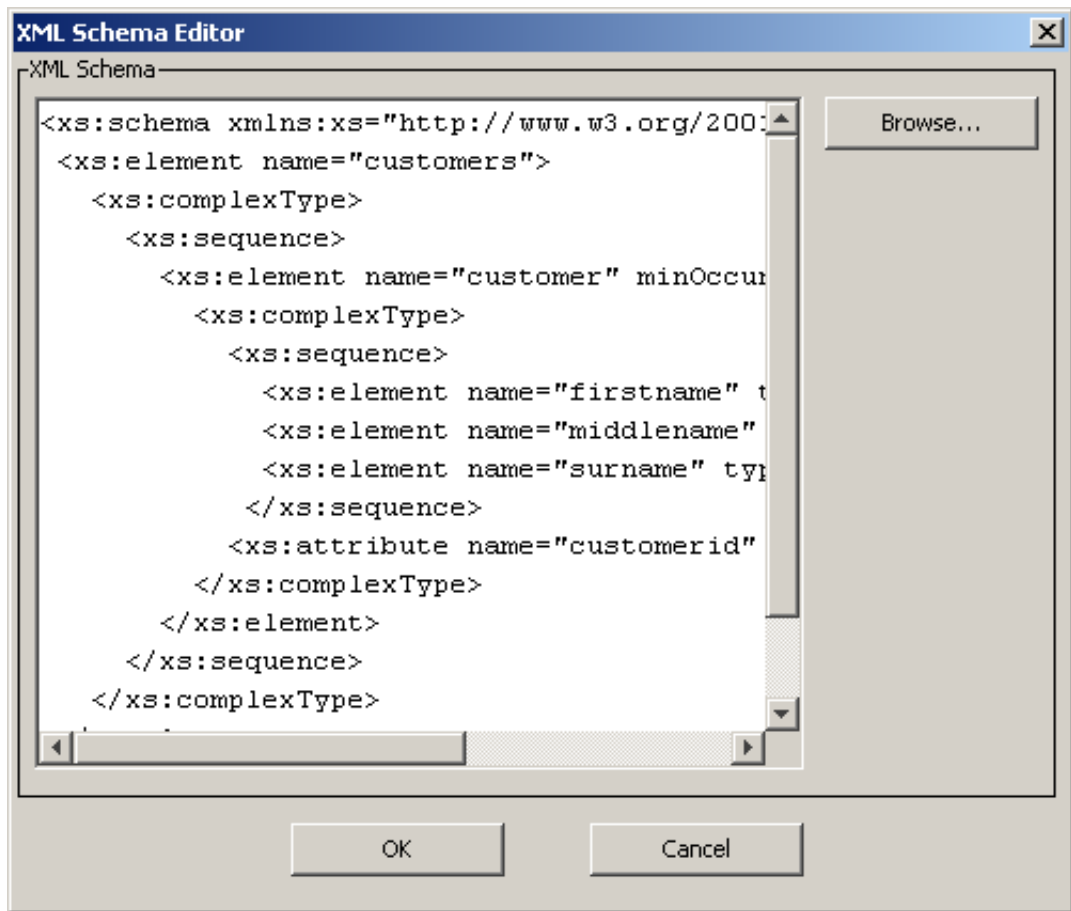 XML Schema Editor
XML Schema
<xs:schema xmlns:xs="http://www.w3.org/2001
 <xs:element name="customers">
   <xs:complexType>
     <xs:sequence>
       <xs:element name="customer" minOccur
         <xs:complexType>
           <xs:sequence>
             <xs:element name="firstname" t
             <xs:element name="middlename"
             <xs:element name="surname" typ
            </xs:sequence>
           <xs:attribute name="customerid"
         </xs:complexType>
       </xs:element>
     </xs:sequence>
   </xs:complexType>
Browse...
OK
Cancel